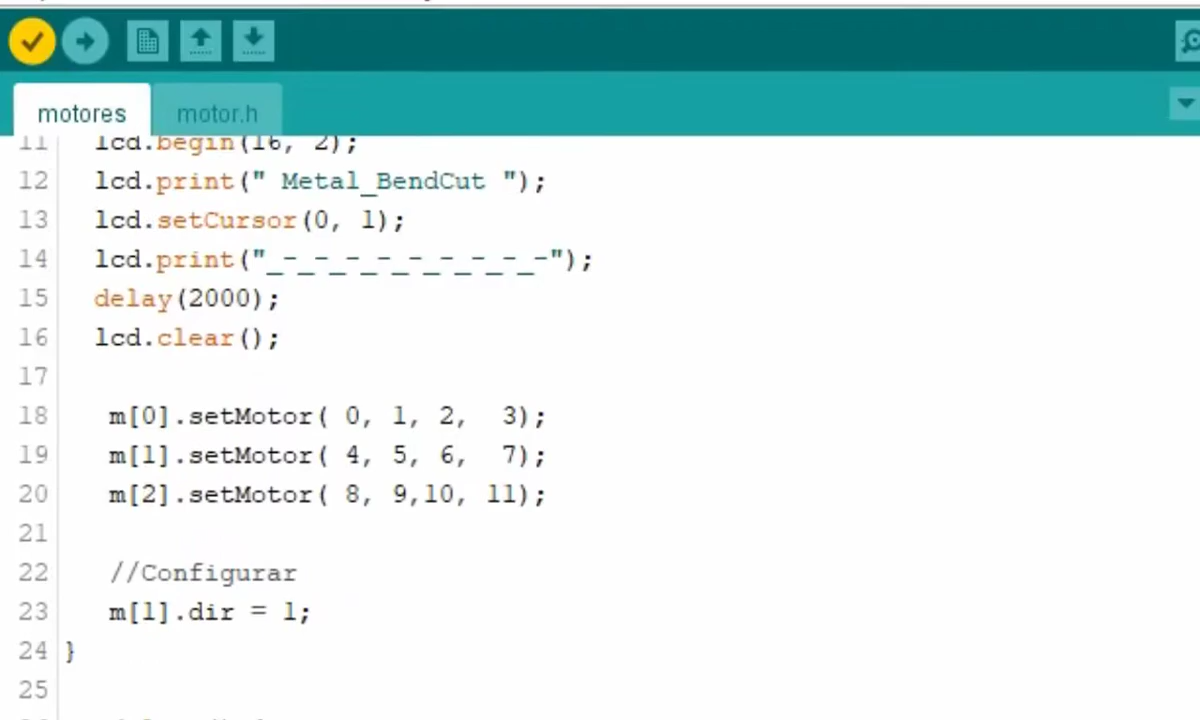 motores motor.h
11 lcd.begin(16, 2);
12 lcd.print(" Metal_BendCut ");
13 lcd.setCursor(0, 1);
14 lcd.print("_-_-_-_-_-_-_-_-_-");
15 delay(2000);
16 lcd.clear();
17
18 m[0].setMotor( 0, 1, 2,  3);
19 m[1].setMotor( 4, 5, 6,  7);
20 m[2].setMotor( 8, 9,10, 11);
21
22 //Configurar
23 m[1].dir = 1;
24 }
25